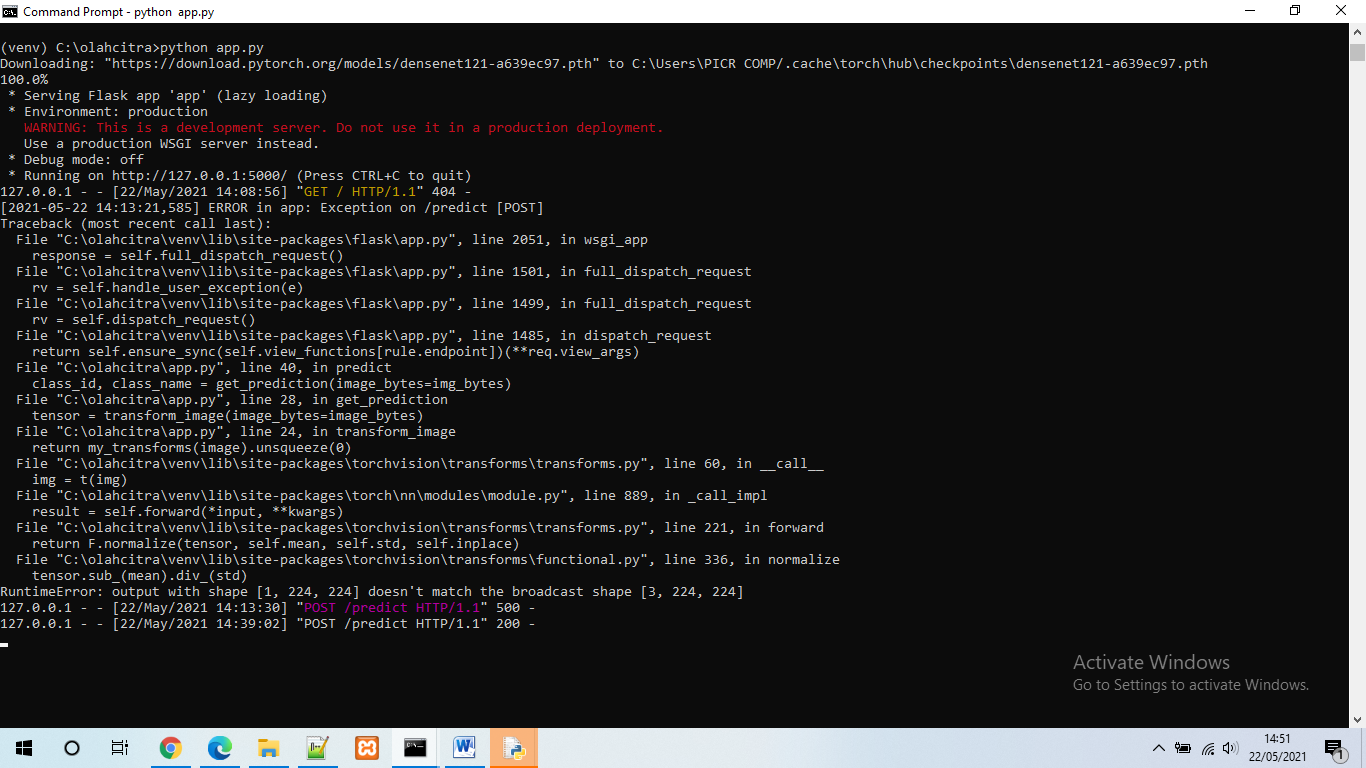 Command Prompt - python  app.py
(venv) C:\olahcitra>python app.py
Downloading: "https://download.pytorch.org/models/densenet121-a639ec97.pth" to C:\Users\PICR COMP/.cache\torch\hub\checkpoints\densenet121-a639ec97.pth
100.0%
 * Serving Flask app 'app' (lazy loading)
 * Environment: production
   WARNING: This is a development server. Do not use it in a production deployment.
   Use a production WSGI server instead.
 * Debug mode: off
 * Running on http://127.0.0.1:5000/ (Press CTRL+C to quit)
127.0.0.1 - - [22/May/2021 14:08:56] "GET / HTTP/1.1" 404 -
[2021-05-22 14:13:21,585] ERROR in app: Exception on /predict [POST]
Traceback (most recent call last):
  File "C:\olahcitra\venv\lib\site-packages\flask\app.py", line 2051, in wsgi_app
    response = self.full_dispatch_request()
  File "C:\olahcitra\venv\lib\site-packages\flask\app.py", line 1501, in full_dispatch_request
    rv = self.handle_user_exception(e)
  File "C:\olahcitra\venv\lib\site-packages\flask\app.py", line 1499, in full_dispatch_request
    rv = self.dispatch_request()
  File "C:\olahcitra\venv\lib\site-packages\flask\app.py", line 1485, in dispatch_request
    return self.ensure_sync(self.view_functions[rule.endpoint])(**req.view_args)
  File "C:\olahcitra\app.py", line 40, in predict
    class_id, class_name = get_prediction(image_bytes=img_bytes)
  File "C:\olahcitra\app.py", line 28, in get_prediction
    tensor = transform_image(image_bytes=image_bytes)
  File "C:\olahcitra\app.py", line 24, in transform_image
    return my_transforms(image).unsqueeze(0)
  File "C:\olahcitra\venv\lib\site-packages\torchvision\transforms\transforms.py", line 60, in __call__
    img = t(img)
  File "C:\olahcitra\venv\lib\site-packages\torch\nn\modules\module.py", line 889, in _call_impl
    result = self.forward(*input, **kwargs)
  File "C:\olahcitra\venv\lib\site-packages\torchvision\transforms\transforms.py", line 221, in forward
    return F.normalize(tensor, self.mean, self.std, self.inplace)
  File "C:\olahcitra\venv\lib\site-packages\torchvision\transforms\functional.py", line 336, in normalize
    tensor.sub_(mean).div_(std)
RuntimeError: output with shape [1, 224, 224] doesn't match the broadcast shape [3, 224, 224]
127.0.0.1 - - [22/May/2021 14:13:30] "POST /predict HTTP/1.1" 500 -
127.0.0.1 - - [22/May/2021 14:39:02] "POST /predict HTTP/1.1" 200 -
Activate Windows
Go to Settings to activate Windows.
14:51
22/05/2021
1